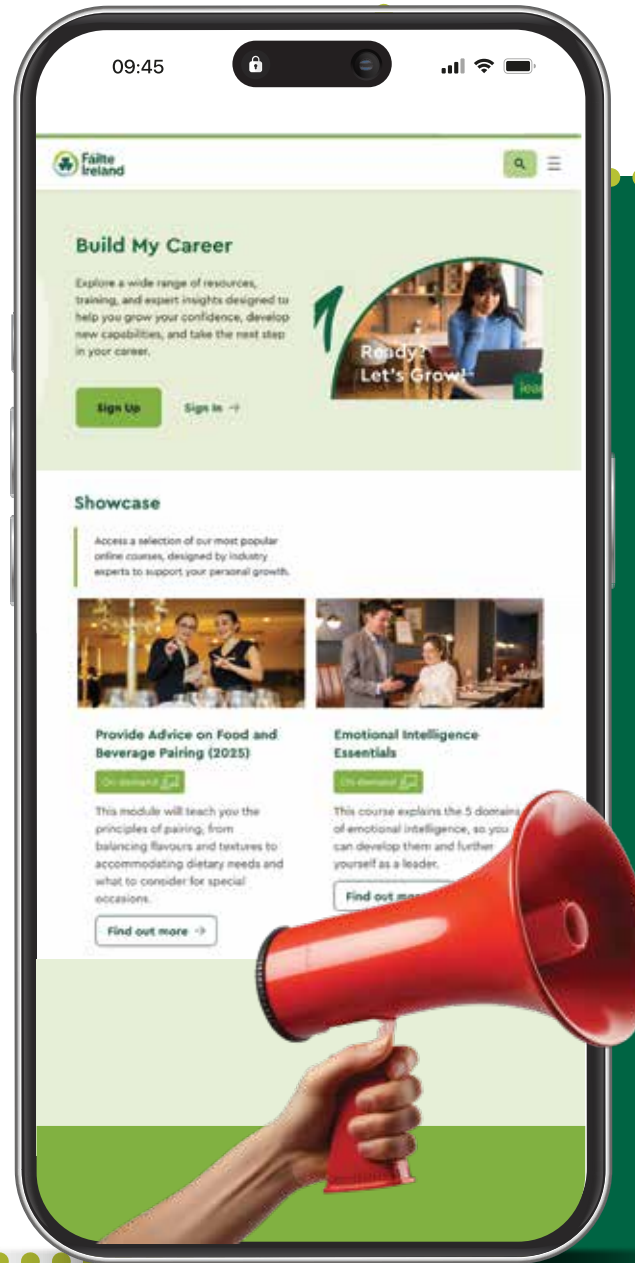 09:45
Fáilte
Ireland
Build My Career
Explore a wide range of resources,
training, and expert insights designed to
help you grow your confidence, develop
new capabilities, and take the next step
in your career.
Ready?
Let's Grow!
lear
Sign Up
Sign In →
Showcase
Access a selection of our most popular
online courses, designed by industry
experts to support your personal growth.
Provide Advice on Food and
Beverage Pairing (2025)
On demand
This module will teach you the
principles of pairing, from
balancing flavours and textures to
accommodating dietary needs and
what to consider for special
occasions.
Find out more →
Emotional Intelligence
Essentials
On demand
This course explains the 5 domains
of emotional intelligence, so you
can develop them and further
yourself as a leader.
Find out more